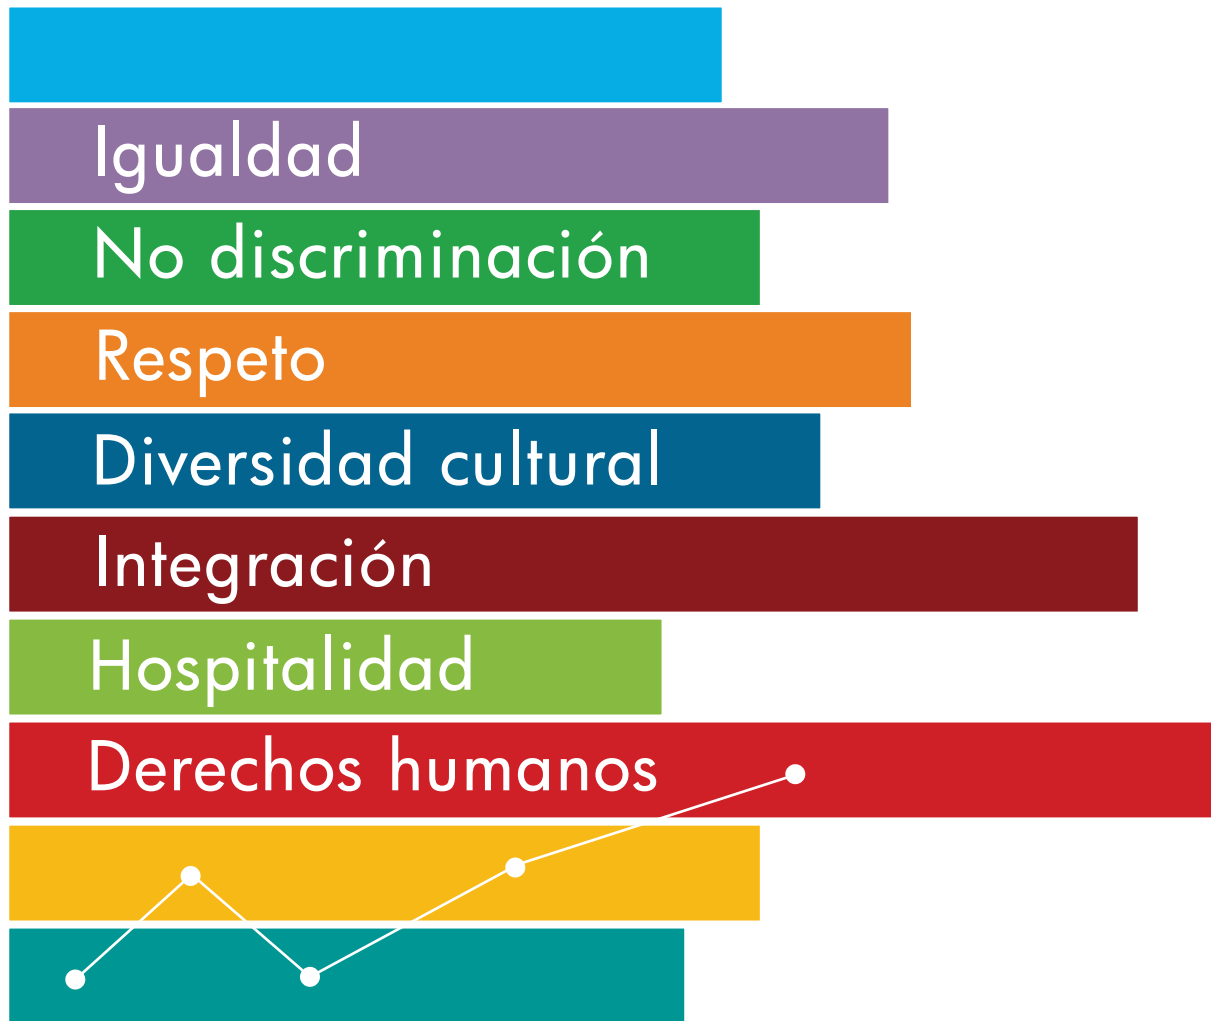 Igualdad
No discriminación
Respeto
Diversidad cultural
Integración
Hospitalidad
Derechos humanos